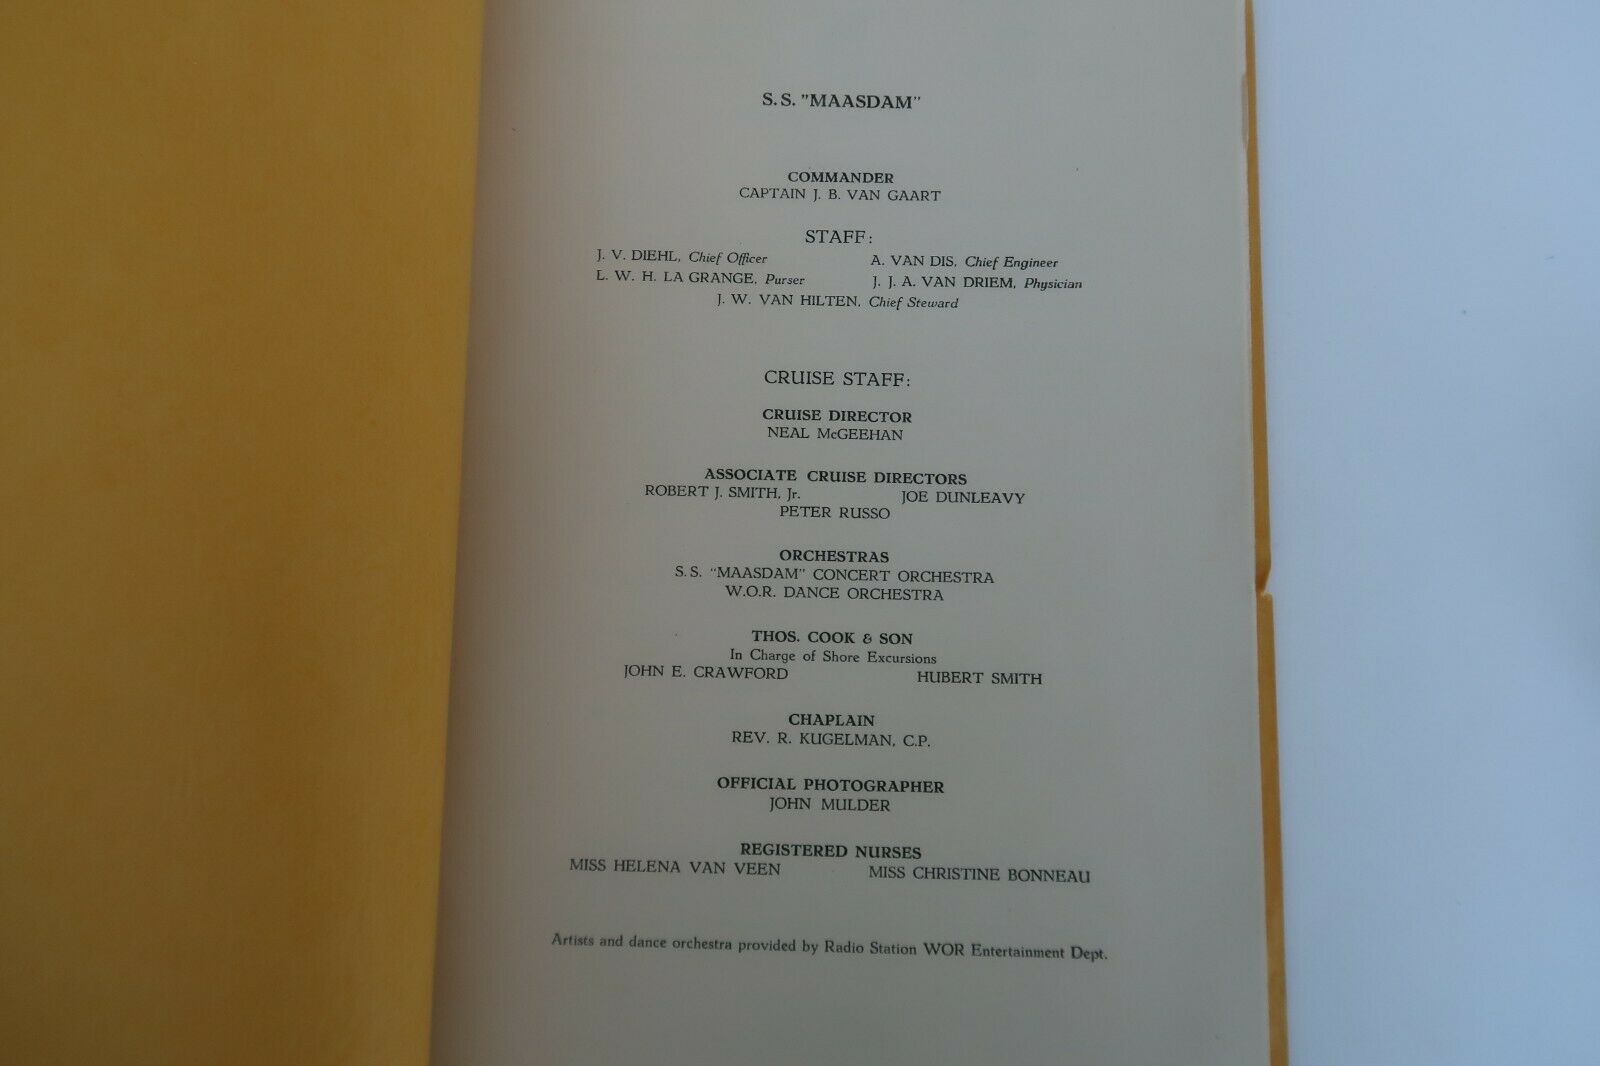 S.S. "MAASDAM"
COMMANDER
CAPTAIN J. B. VAN GAART
STAFF:
J. V. DIEHL, Chief Officer A. VAN DIS, Chief Engineer
L. W. H. LA GRANGE, Purser J. J. A. VAN DRIEM, Physician
J. W. VAN HILTEN, Chief Steward
CRUISE STAFF:
CRUISE DIRECTOR
NEAL McGEEHAN
ASSOCIATE CRUISE DIRECTORS
ROBERT J. SMITH, Jr. JOE DUNLEAVY
PETER RUSSO
ORCHESTRAS
S.S. "MAASDAM" CONCERT ORCHESTRA
W.O.R. DANCE ORCHESTRA
THOS. COOK & SON
In Charge of Shore Excursions
JOHN E. CRAWFORD HUBERT SMITH
CHAPLAIN
REV. R. KUGELMAN, C.P.
OFFICIAL PHOTOGRAPHER
JOHN MULDER
REGISTERED NURSES
MISS HELENA VAN VEEN MISS CHRISTINE BONNEAU
Artists and dance orchestra provided by Radio Station WOR Entertainment Dept.